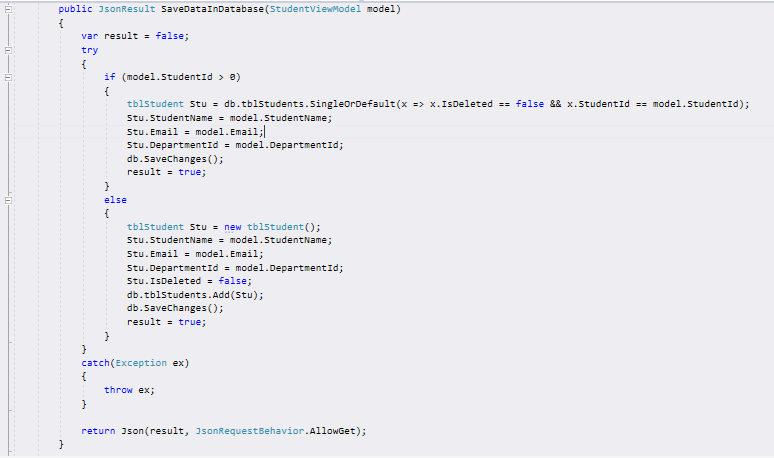 public JsonResult SaveDataInDatabase(StudentViewModel model)
{
var result = false;
try
{
if (model.StudentId > 0)
{
tblStudent Stu = db.tblStudents.SingleOrDefault(x => x.IsDeleted == false && x.StudentId == model.StudentId);
Stu.StudentName = model.StudentName;
Stu.Email = model.Email;
Stu.DepartmentId = model.DepartmentId;
db.SaveChanges();
result = true;
}
else
{
tblStudent Stu = new tblStudent();
Stu.StudentName = model.StudentName;
Stu.Email = model.Email;
Stu.DepartmentId = model.DepartmentId;
Stu.IsDeleted = false;
db.tblStudents.Add(Stu);
db.SaveChanges();
result = true;
}
}
catch(Exception ex)
{
throw ex;
}
return Json(result, JsonRequestBehavior.AllowGet);
}